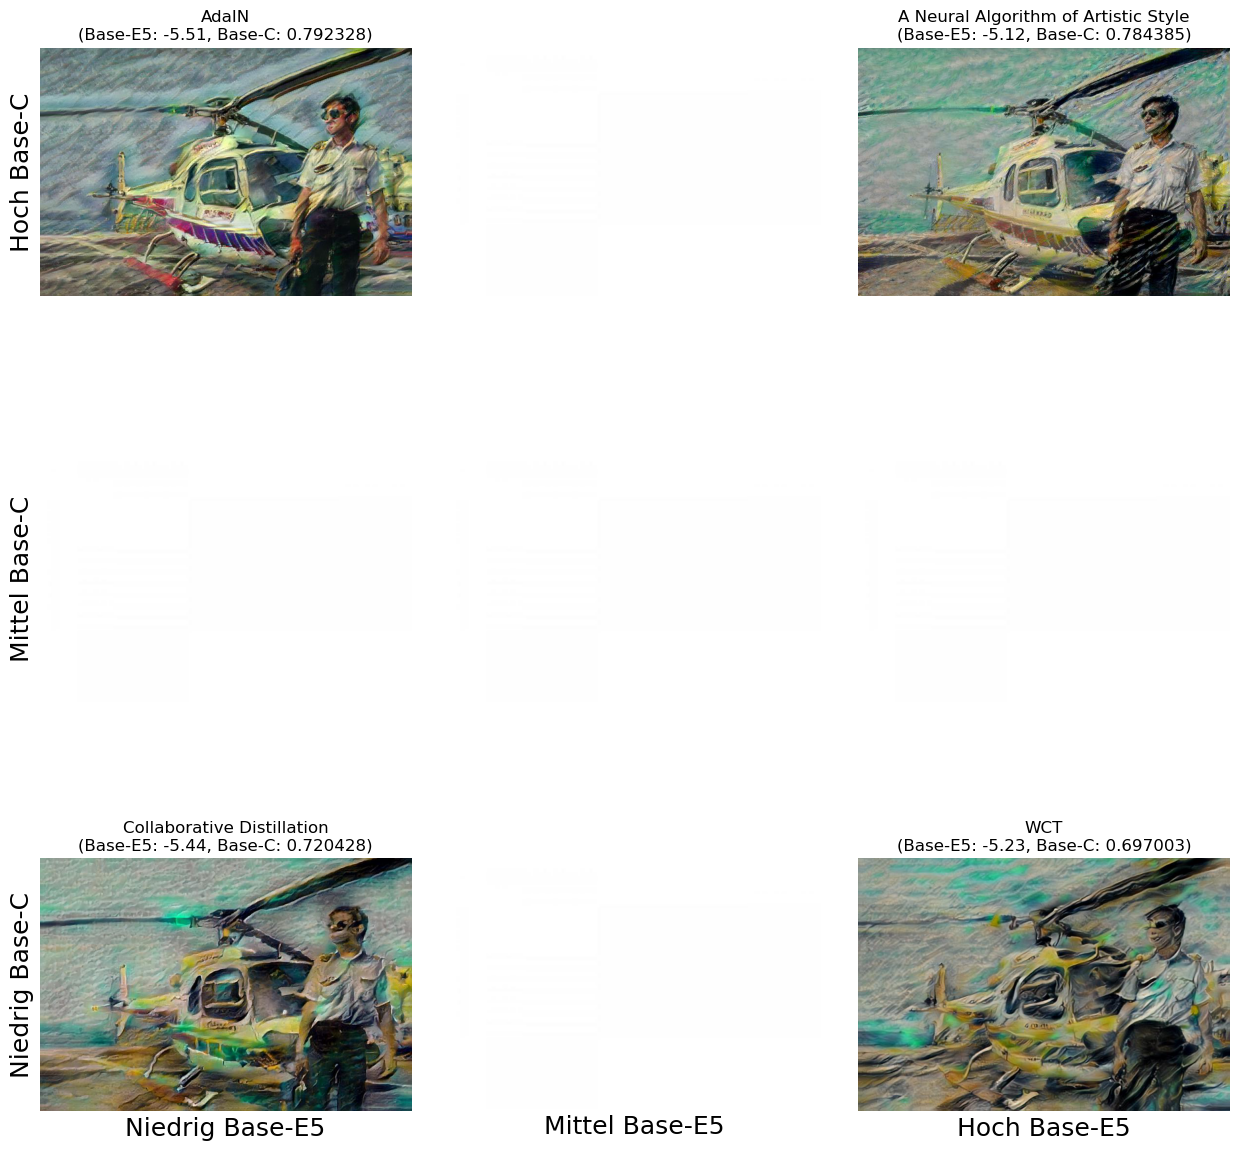 AdaIN
(Base-E5: -5.51, Base-C: 0.792328)
A Neural Algorithm of Artistic Style
(Base-E5: -5.12, Base-C: 0.784385)
Hoch Base-C
Mittel Base-C
Collaborative Distillation
(Base-E5: -5.44, Base-C: 0.720428)
WCT
(Base-E5: -5.23, Base-C: 0.697003)
Niedrig Base-C
Niedrig Base-E5
Mittel Base-E5
Hoch Base-E5